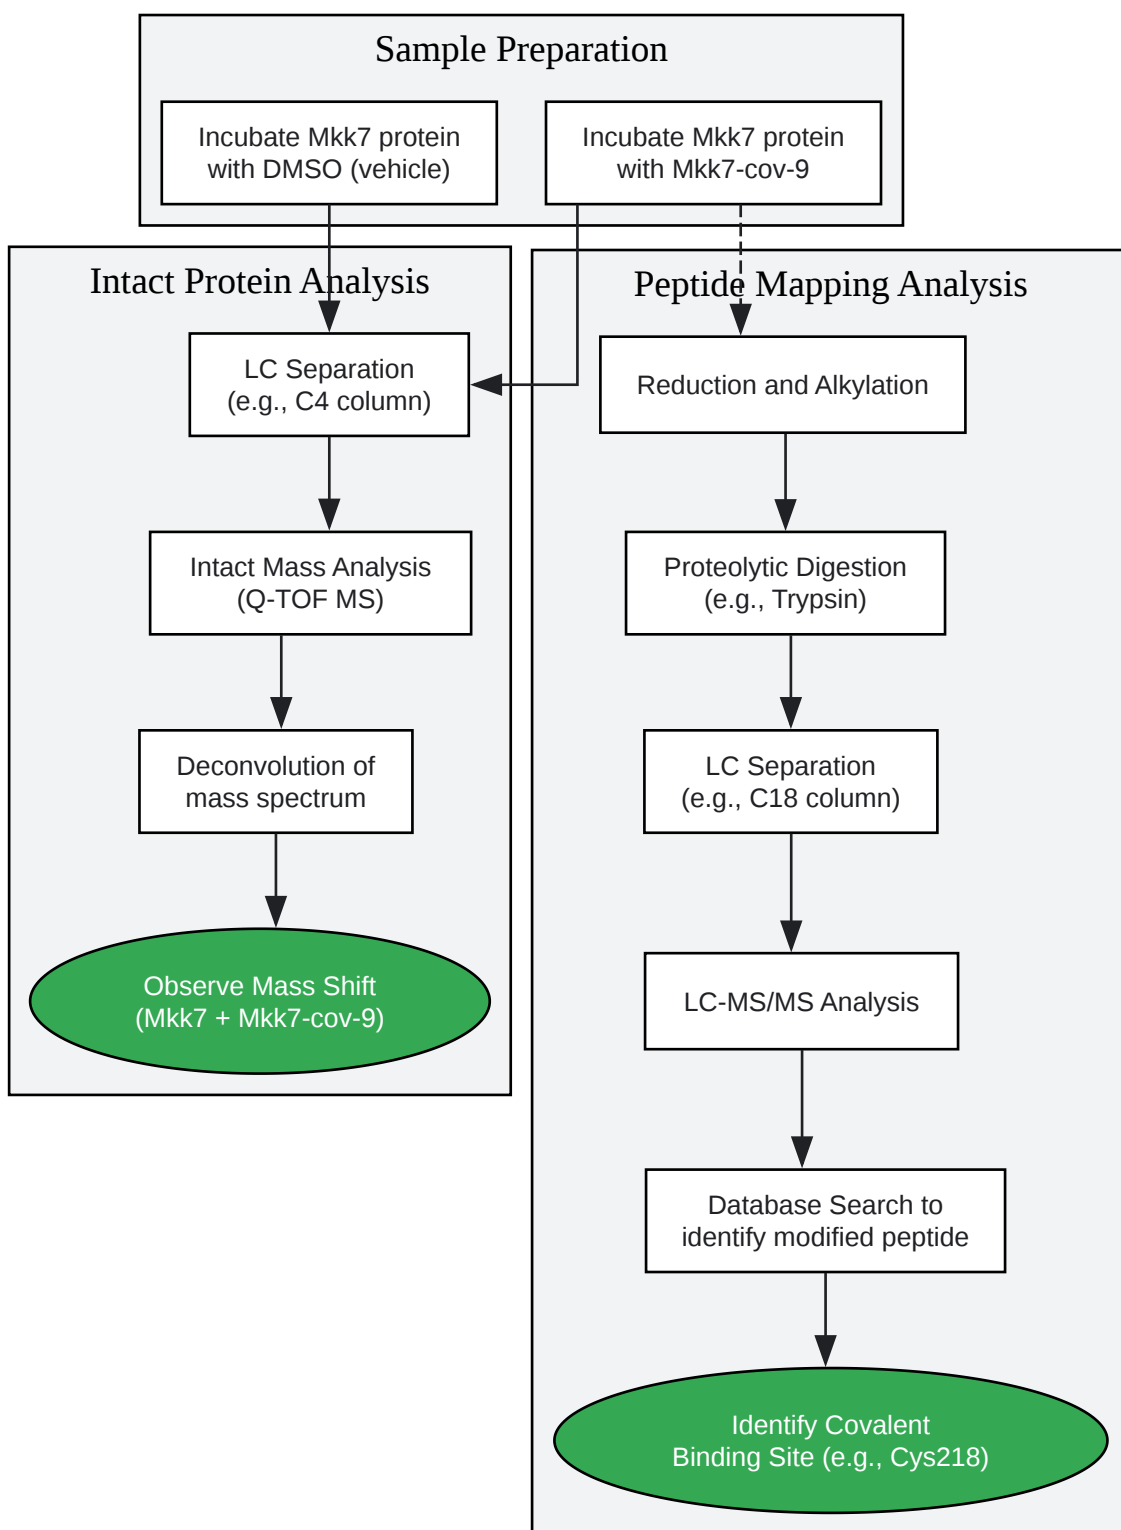 Sample Preparation
Incubate Mkk7 protein
with DMSO (vehicle)
Incubate Mkk7 protein
with Mkk7-cov-9
Intact Protein Analysis
LC Separation
(e.g., C4 column)
Intact Mass Analysis
(Q-TOF MS)
Deconvolution of
mass spectrum
Observe Mass Shift
(Mkk7 + Mkk7-cov-9)
Peptide Mapping Analysis
Reduction and Alkylation
Proteolytic Digestion
(e.g., Trypsin)
LC Separation
(e.g., C18 column)
LC-MS/MS Analysis
Database Search to
identify modified peptide
Identify Covalent
Binding Site (e.g., Cys218)